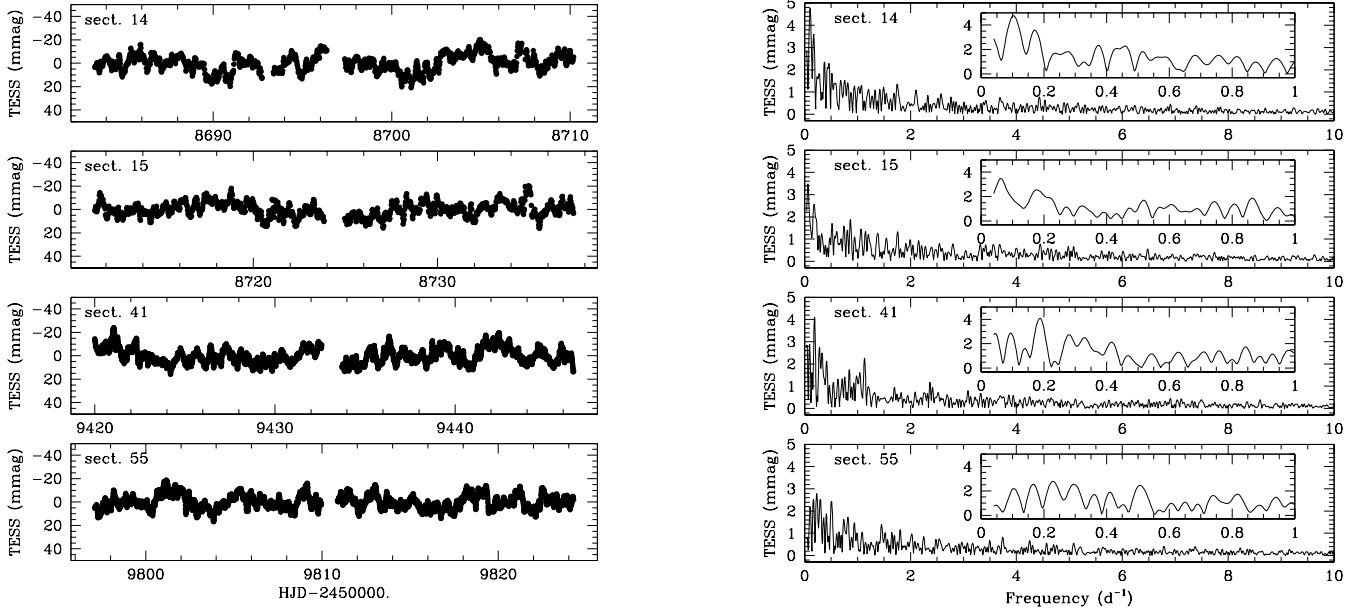 sect. 14
TESS (mmag)
−40
−20
0
20
40
8690
8700
8710
sect. 15
TESS (mmag)
−40
−20
0
20
40
8720
8730
sect. 41
TESS (mmag)
−40
−20
0
20
40
9420
9430
9440
sect. 55
TESS (mmag)
−40
−20
0
20
40
9800
9810
9820
HJD−2450000.
sect. 14
TESS (mmag)
5
4
3
2
1
0
0 2 4 6 8 10
4
2
0
0 0.2 0.4 0.6 0.8 1
sect. 15
TESS (mmag)
5
4
3
2
1
0
0 2 4 6 8 10
4
2
0
0 0.2 0.4 0.6 0.8 1
sect. 41
TESS (mmag)
5
4
3
2
1
0
0 2 4 6 8 10
4
2
0
0 0.2 0.4 0.6 0.8 1
sect. 55
TESS (mmag)
5
4
3
2
1
0
0 2 4 6 8 10
4
2
0
0 0.2 0.4 0.6 0.8 1
Frequency (d⁻¹)